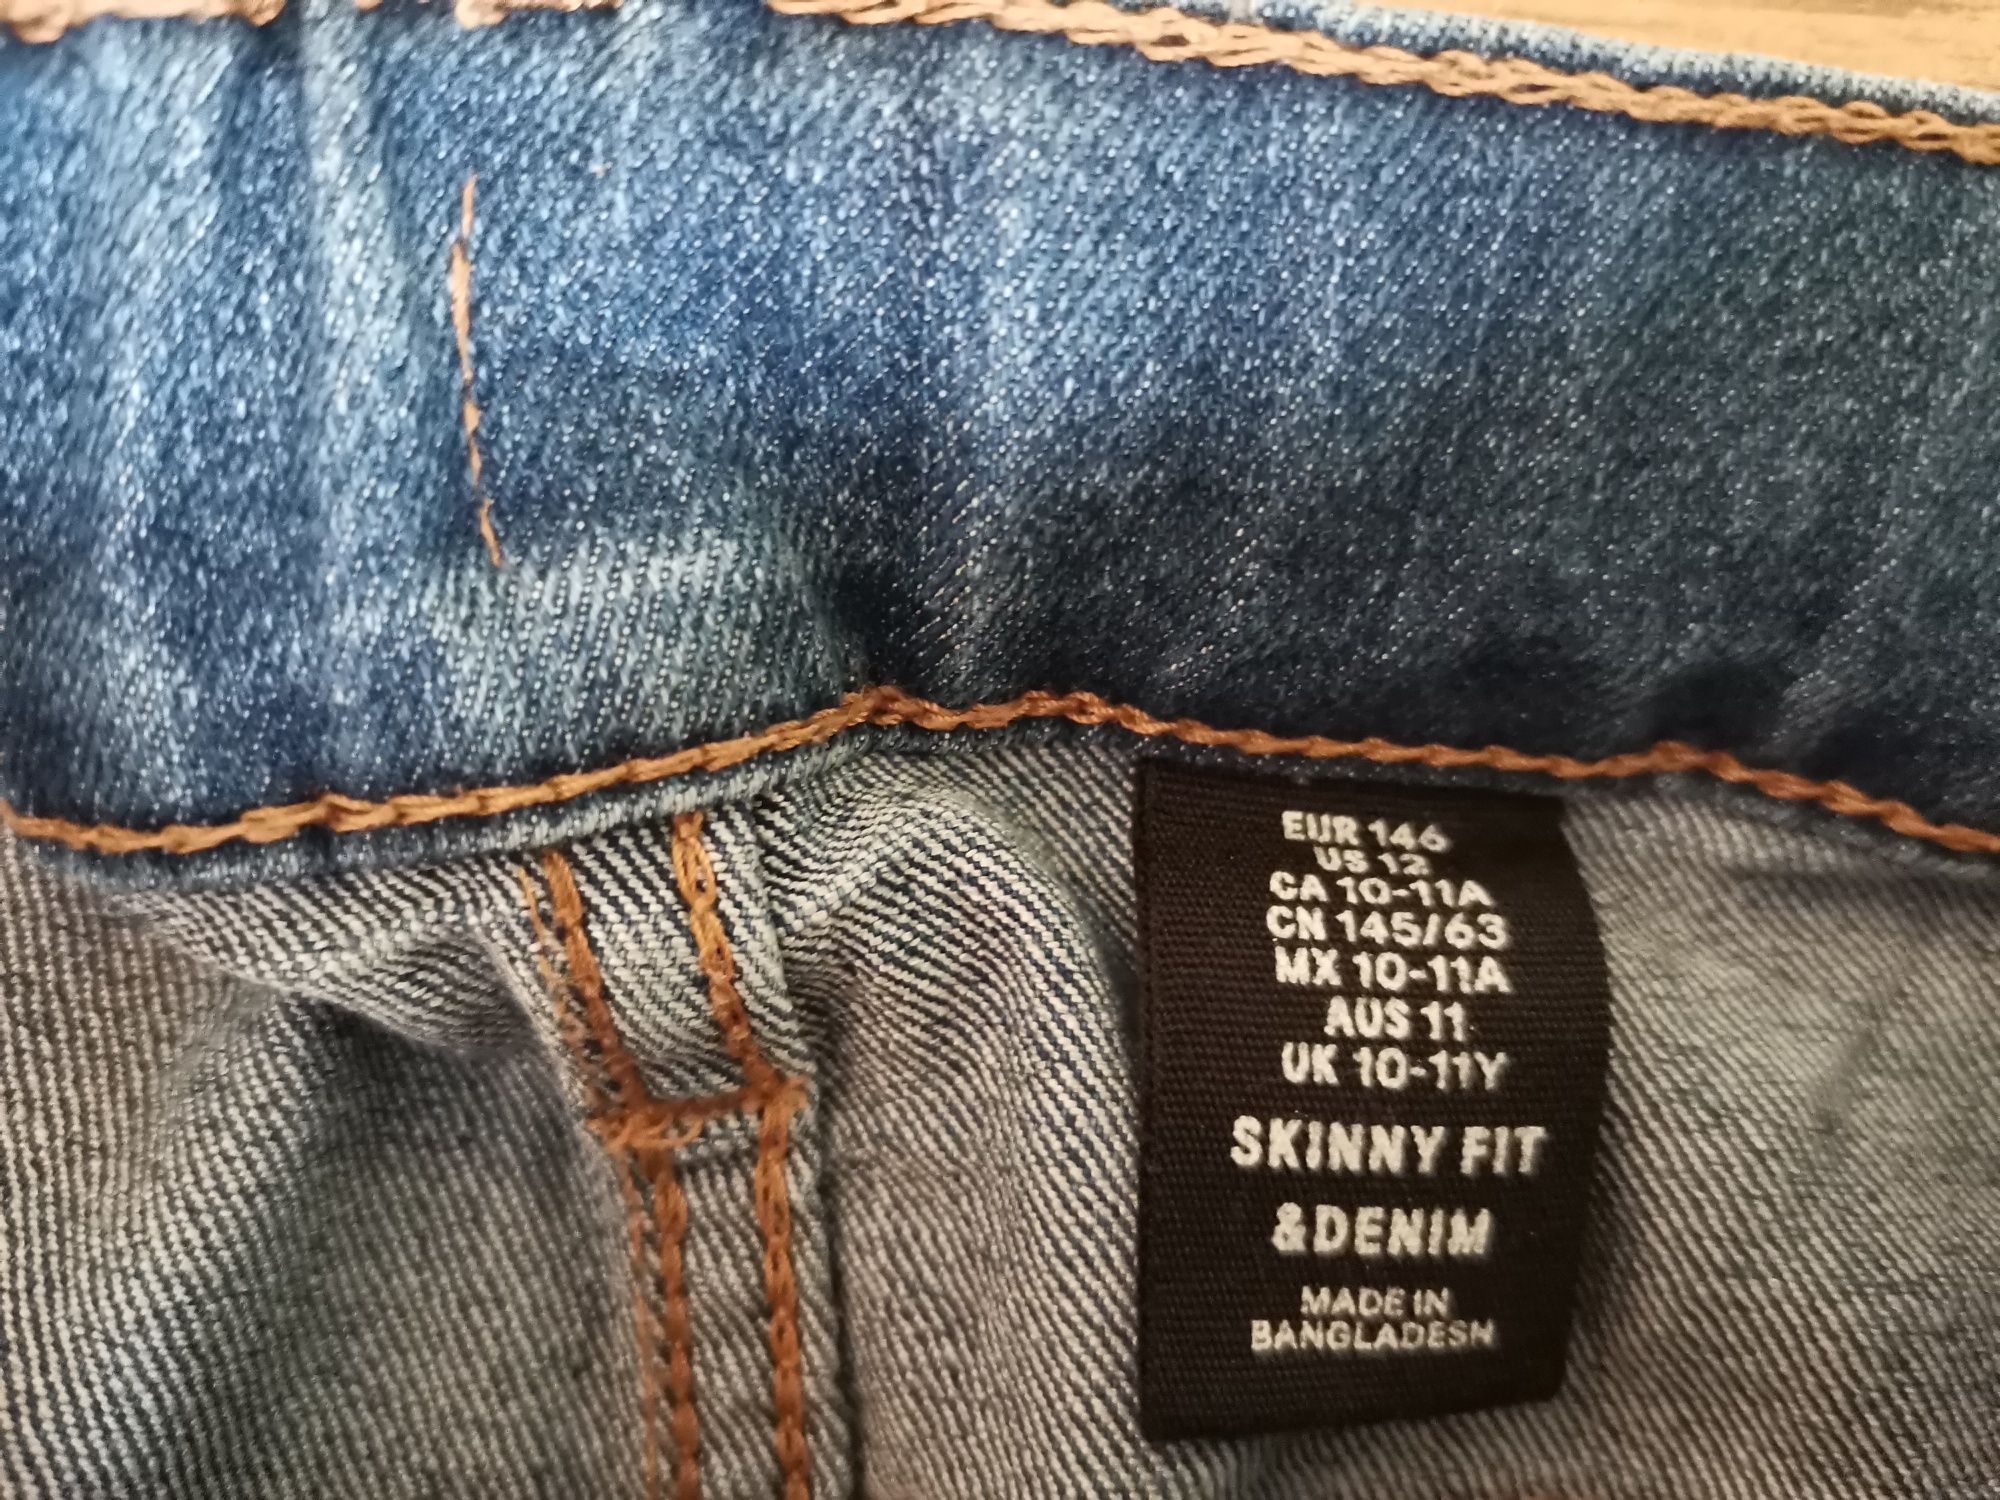 EUR 146
US 12
CA 10-11A
CN 145/63
MX 10-11A
AUS 11
UK 10-11Y
SKINNY FIT
&DENIM
MADE IN
BANGLADESH